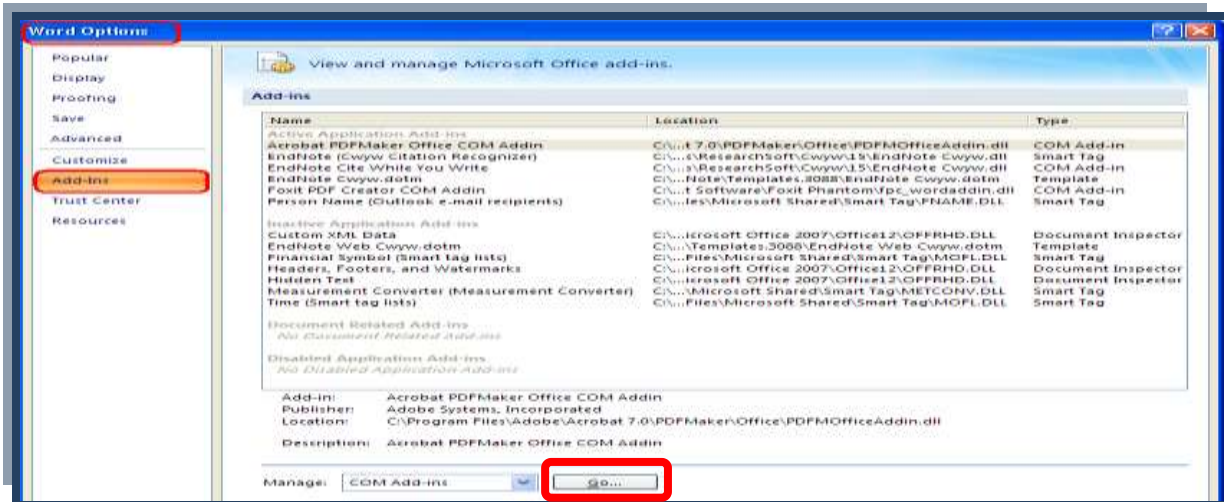 Word Options
Popular
Display
Proofing
Save
Advanced
Customize
Add-Ins
Trust Center
Resources
View and manage Microsoft Office add-ins.
Add-ins
Name Location Type
Active Application Add-ins
Acrobat PDFMaker Office COM Addin C:\...t 7.0\PDFMaker\Office\PDFMOfficeAddin.dll COM Add-in
EndNote (Cwyw Citation Recognizer) C:\...s\ResearchSoft\Cwyw\15\EndNote Cwyw.dll Smart Tag
EndNote Cite While You Write C:\...s\ResearchSoft\Cwyw\15\EndNote Cwyw.dll COM Add-in
EndNote Cwyw.dotm C:\...Note\Templates.3088\EndNote Cwyw.dotm Template
Foxit PDF Creator COM Addin C:\...t Software\Foxit Phantom\fpc_wordaddin.dll COM Add-in
Person Name (Outlook e-mail recipients) C:\...les\Microsoft Shared\Smart Tag\FNAME.DLL Smart Tag
Inactive Application Add-ins
Custom XML Data C:\...icrosoft Office 2007\Office12\OFFRHD.DLL Document Inspector
EndNote Web Cwyw.dotm C:\...\Templates.3088\EndNote Web Cwyw.dotm Template
Financial Symbol (Smart tag lists) C:\...Files\Microsoft Shared\Smart Tag\MOFL.DLL Smart Tag
Headers, Footers, and Watermarks C:\...icrosoft Office 2007\Office12\OFFRHD.DLL Document Inspector
Hidden Text C:\...icrosoft Office 2007\Office12\OFFRHD.DLL Document Inspector
Measurement Converter (Measurement Converter) C:\...\Microsoft Shared\Smart Tag\METCONV.DLL Smart Tag
Time (Smart tag lists) C:\...Files\Microsoft Shared\Smart Tag\MOFL.DLL Smart Tag
Document Related Add-ins
No Document Related Add-ins
Disabled Application Add-ins
No Disabled Application Add-ins
Add-in: Acrobat PDFMaker Office COM Addin
Publisher: Adobe Systems, Incorporated
Location: C:\Program Files\Adobe\Acrobat 7.0\PDFMaker\Office\PDFMOfficeAddin.dll
Description: Acrobat PDFMaker Office COM Addin
Manage: COM Add-ins Go...